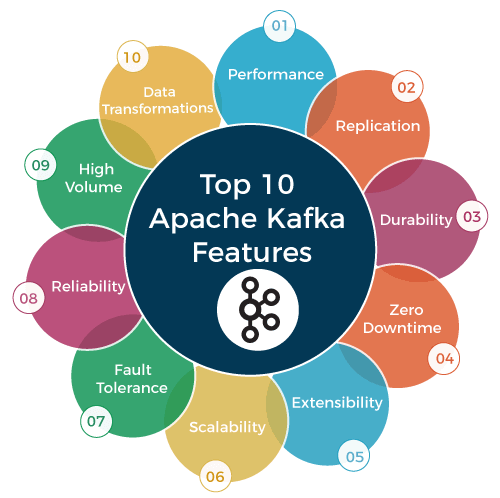 Top 10
Apache Kafka
Features
01
Performance
02
Replication
03
Durability
Zero
Downtime
04
Extensibility
05
Scalability
06
Fault
Tolerance
07
Reliability
08
09
High
Volume
10
Data
Transformations